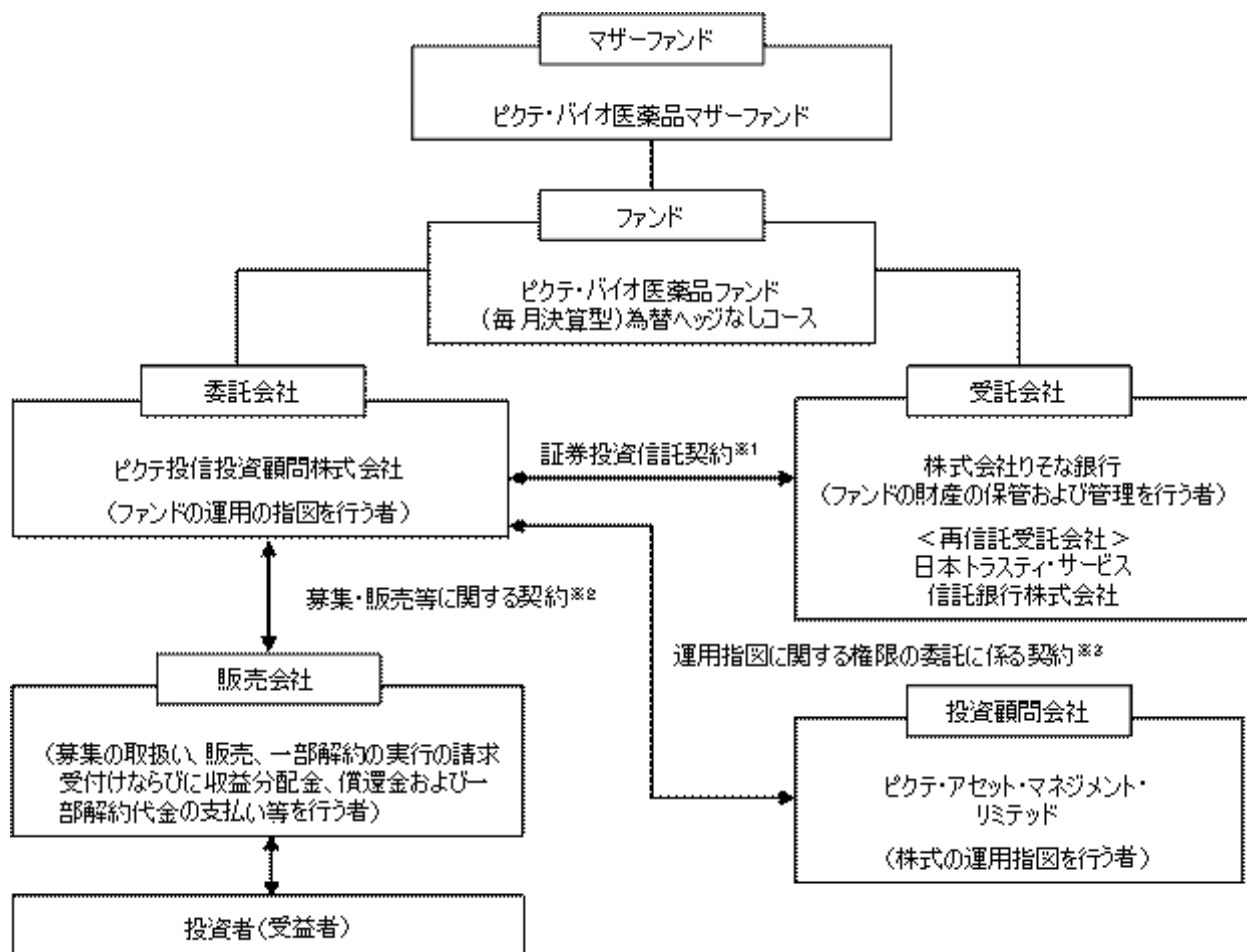 マザーファンド
ピクテ・バイオ医薬品マザーファンド
ファンド
ピクテ・バイオ医薬品ファンド
(毎月決算型)為替ヘッジなしコース
委託会社
ピクテ投信投資顧問株式会社
(ファンドの運用の指図を行う者)
証券投資信託契約※1
受託会社
株式会社りそな銀行
(ファンドの財産の保管および管理を行う者)
<再信託受託会社>
日本トラスティ・サービス
信託銀行株式会社
募集・販売等に関する契約※2
運用指図に関する権限の委託に係る契約※3
販売会社
(募集の取扱い、販売、一部解約の実行の請求
受付けならびに収益分配金、償還金および一
部解約代金の支払い等を行う者)
投資顧問会社
ピクテ・アセット・マネジメント・
リミテッド
(株式の運用指図を行う者)
投資者(受益者)